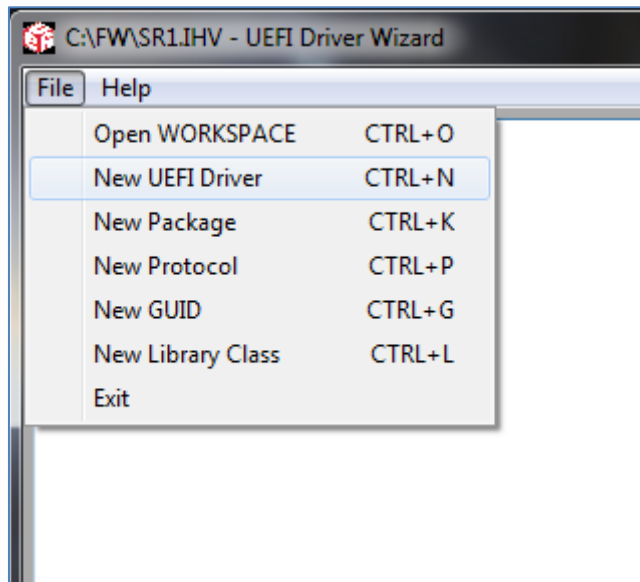 C:\FW\SR1.IHV - UEFI Driver Wizard
File Help
Open WORKSPACE CTRL+O
New UEFI Driver CTRL+N
New Package CTRL+K
New Protocol CTRL+P
New GUID CTRL+G
New Library Class CTRL+L
Exit